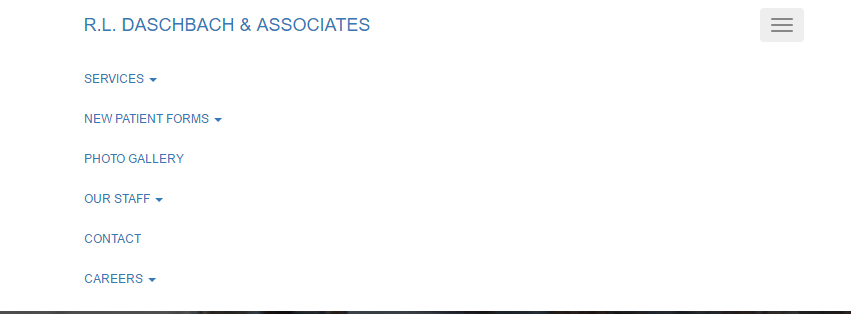 R.L. DASCHBACH & ASSOCIATES
SERVICES
NEW PATIENT FORMS
PHOTO GALLERY
OUR STAFF
CONTACT
CAREERS